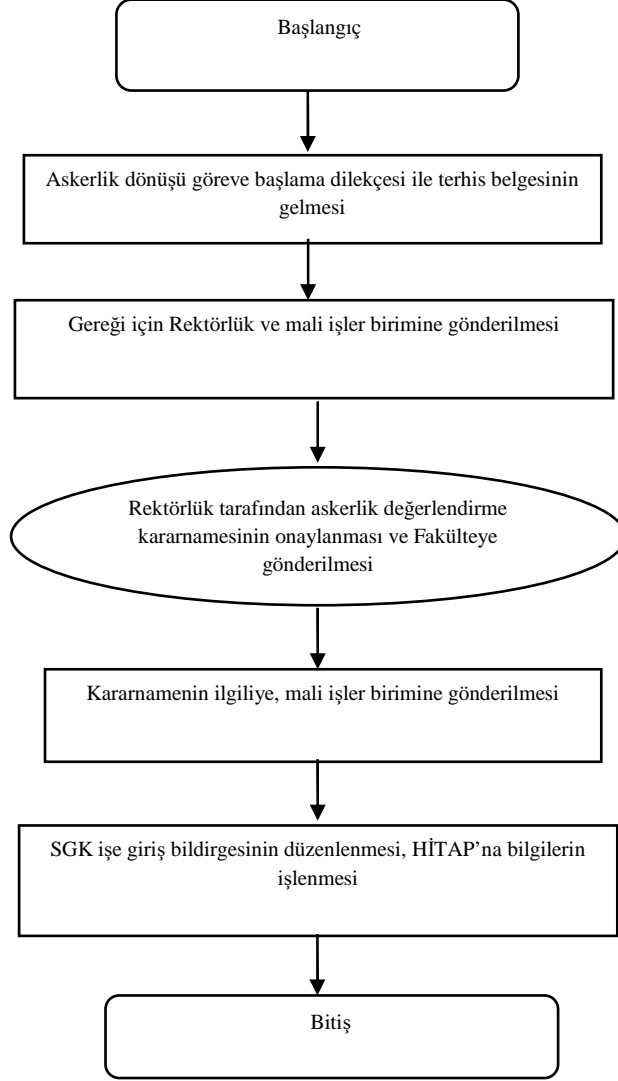 Başlangıç
Askerlik dönüşü göreve başlama dilekçesi ile terhis belgesinin
gelmesi
Gereği için Rektörlük ve mali işler birimine gönderilmesi
Rektörlük tarafından askerlik değerlendirme
kararnamesinin onaylanması ve Fakülteye
gönderilmesi
Kararnamenin ilgiliye, mali işler birimine gönderilmesi
SGK işe giriş bildirgesinin düzenlenmesi, HİTAP’na bilgilerin
işlenmesi
Bitiş